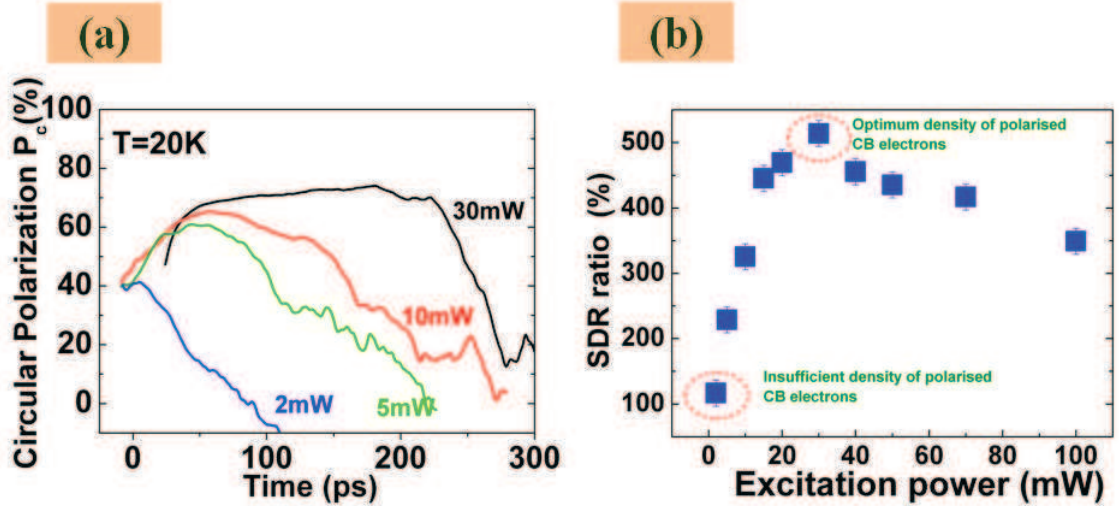 (a)
Circular Polarization P_c(%)
100
80
60
40
20
0
T=20K
30mW
10mW
5mW
2mW
0
100
200
300
Time (ps)
(b)
SDR ratio (%)
500
400
300
200
100
Optimum density of polarised
CB electrons
Insufficient density of polarised
CB electrons
0
20
40
60
80
100
Excitation power (mW)